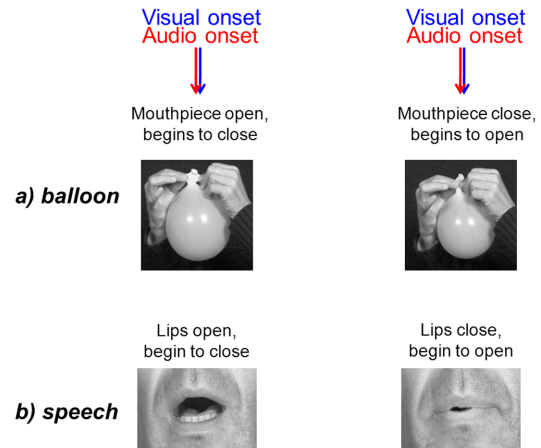 Visual onset
Audio onset
Visual onset
Audio onset
Mouthpiece open,
begins to close
Mouthpiece close,
begins to open
a) balloon
Lips open,
begin to close
Lips close,
begin to open
b) speech